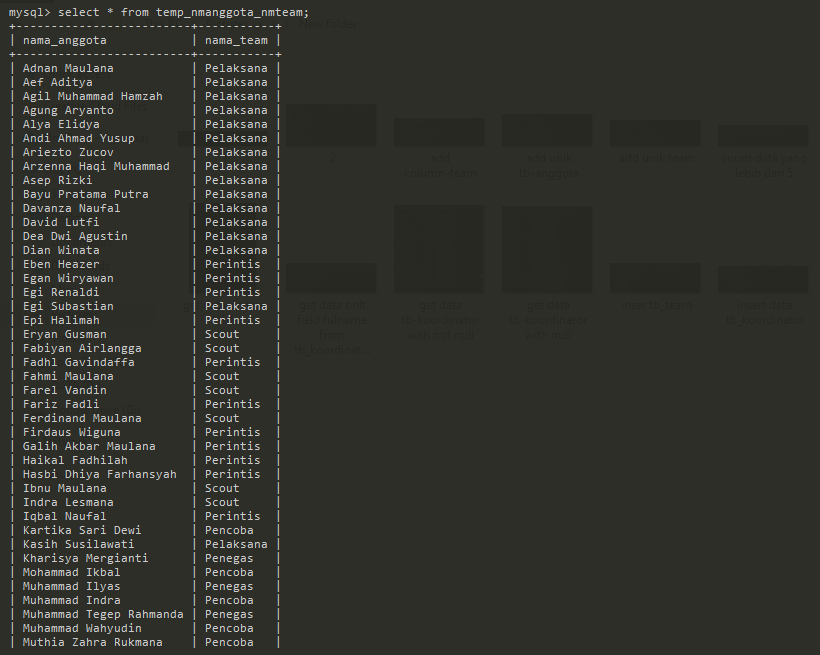 mysql> select * from temp_nmanggota_nmteam;
+-------------------------+-----------+
| nama_anggota            | nama_team |
+-------------------------+-----------+
| Adnan Maulana           | Pelaksana |
| Aef Aditya              | Pelaksana |
| Agil Muhammad Hamzah    | Pelaksana |
| Agung Aryanto           | Pelaksana |
| Alya Elidya             | Pelaksana |
| Andi Ahmad Yusup        | Pelaksana |
| Ariezto Zucov           | Pelaksana |
| Arzenna Haqi Muhammad   | Pelaksana |
| Asep Rizki              | Pelaksana |
| Bayu Pratama Putra      | Pelaksana |
| Davanza Naufal          | Pelaksana |
| David Lutfi             | Pelaksana |
| Dea Dwi Agustin         | Pelaksana |
| Dian Winata             | Pelaksana |
| Eben Heazer             | Perintis  |
| Egan Wiryawan           | Perintis  |
| Egi Renaldi             | Perintis  |
| Egi Subastian           | Pelaksana |
| Epi Halimah             | Perintis  |
| Eryan Gusman            | Scout     |
| Fabiyan Airlangga       | Scout     |
| Fadhl Gavindaffa        | Perintis  |
| Fahmi Maulana           | Scout     |
| Farel Vandin            | Scout     |
| Fariz Fadli             | Perintis  |
| Ferdinand Maulana       | Scout     |
| Firdaus Wiguna          | Perintis  |
| Galih Akbar Maulana     | Perintis  |
| Haikal Fadhilah         | Perintis  |
| Hasbi Dhiya Farhansyah  | Perintis  |
| Ibnu Maulana            | Scout     |
| Indra Lesmana           | Scout     |
| Iqbal Naufal            | Perintis  |
| Kartika Sari Dewi       | Pencoba   |
| Kasih Susilawati        | Pelaksana |
| Kharisya Mergianti      | Penegas   |
| Mohammad Ikbal          | Pencoba   |
| Muhammad Ilyas          | Penegas   |
| Muhammad Indra          | Pencoba   |
| Muhammad Tegep Rahmanda | Penegas   |
| Muhammad Wahyudin       | Pencoba   |
| Muthia Zahra Rukmana    | Pencoba   |